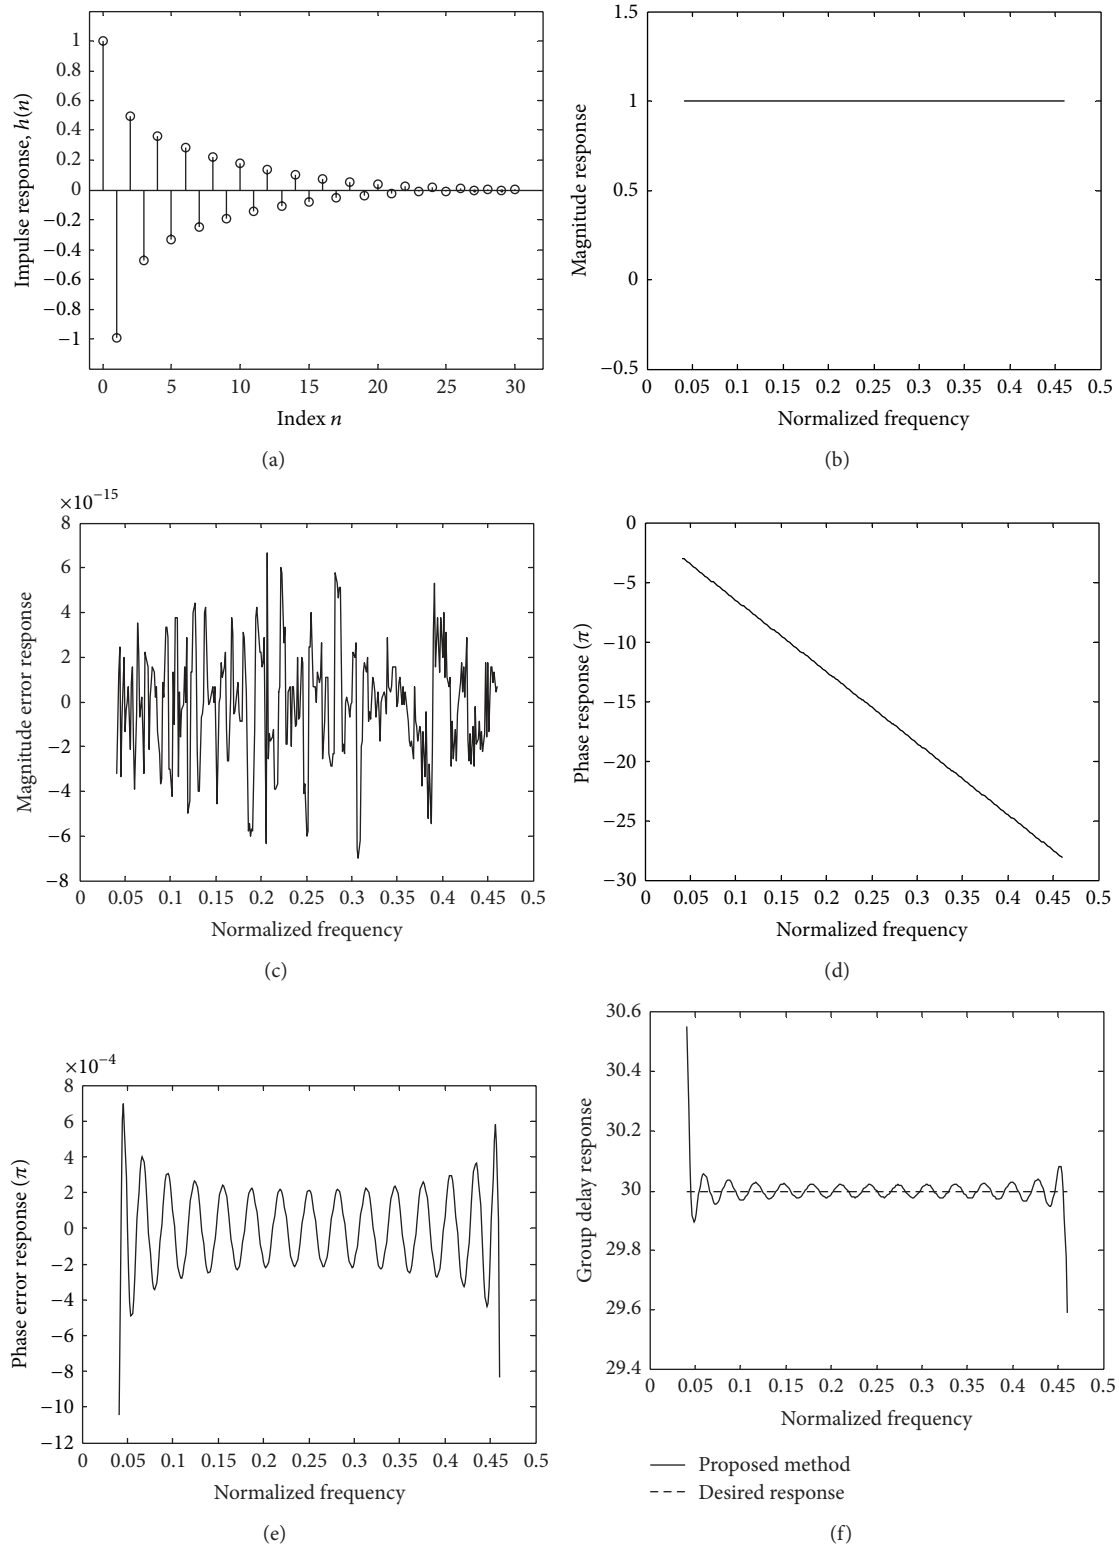 1
0.8
0.6
0.4
0.2
0
−0.2
−0.4
−0.6
−0.8
−1
Impulse response, h(n)
0 5 10 15 20 25 30
Index n
(a)
1.5
1
0.5
0
−0.5
Magnitude response
0 0.05 0.1 0.15 0.2 0.25 0.3 0.35 0.4 0.45 0.5
Normalized frequency
(b)
×10−15
8
6
4
2
0
−2
−4
−6
−8
Magnitude error response
0 0.05 0.1 0.15 0.2 0.25 0.3 0.35 0.4 0.45 0.5
Normalized frequency
(c)
0
−5
−10
−15
−20
−25
−30
Phase response (π)
0 0.05 0.1 0.15 0.2 0.25 0.3 0.35 0.4 0.45 0.5
Normalized frequency
(d)
×10−4
8
6
4
2
0
−2
−4
−6
−8
−10
−12
Phase error response (π)
0 0.05 0.1 0.15 0.2 0.25 0.3 0.35 0.4 0.45 0.5
Normalized frequency
(e)
30.6
30.4
30.2
30
29.8
29.6
29.4
Group delay response
0 0.05 0.1 0.15 0.2 0.25 0.3 0.35 0.4 0.45 0.5
Normalized frequency
Proposed method
Desired response
(f)